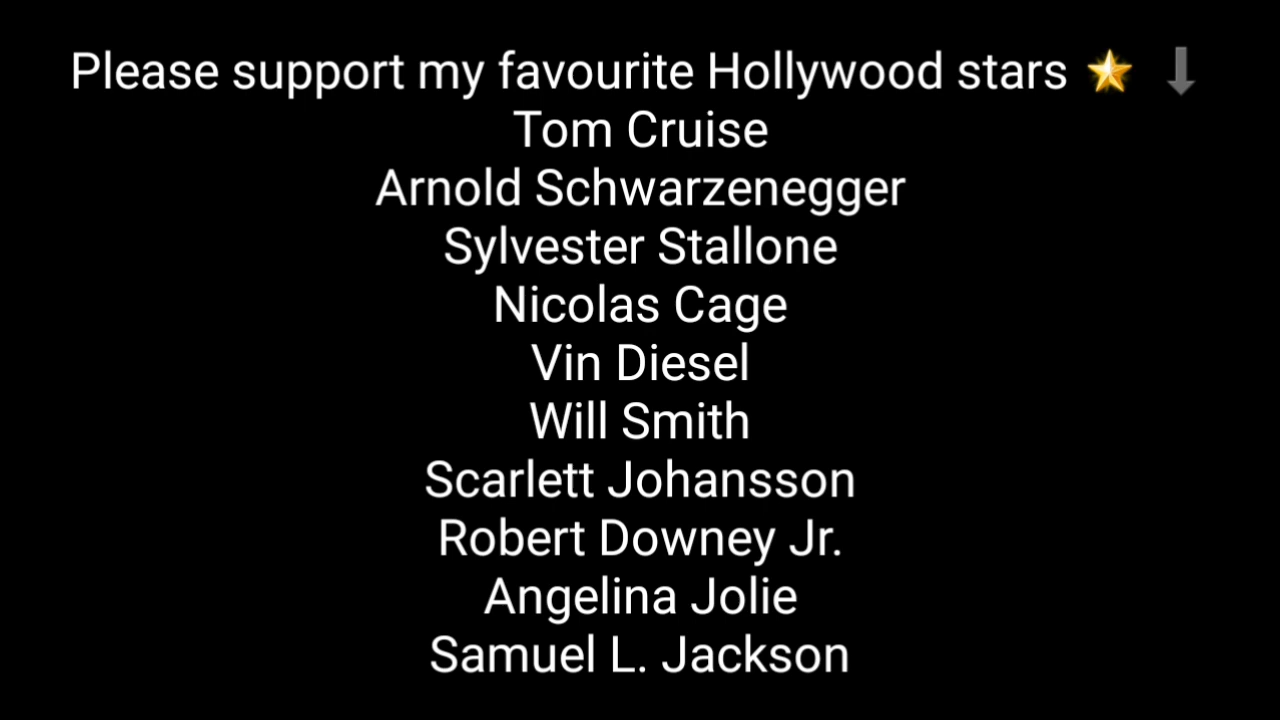 Please support my favourite Hollywood stars ⭐ ⬇
Tom Cruise
Arnold Schwarzenegger
Sylvester Stallone
Nicolas Cage
Vin Diesel
Will Smith
Scarlett Johansson
Robert Downey Jr.
Angelina Jolie
Samuel L. Jackson